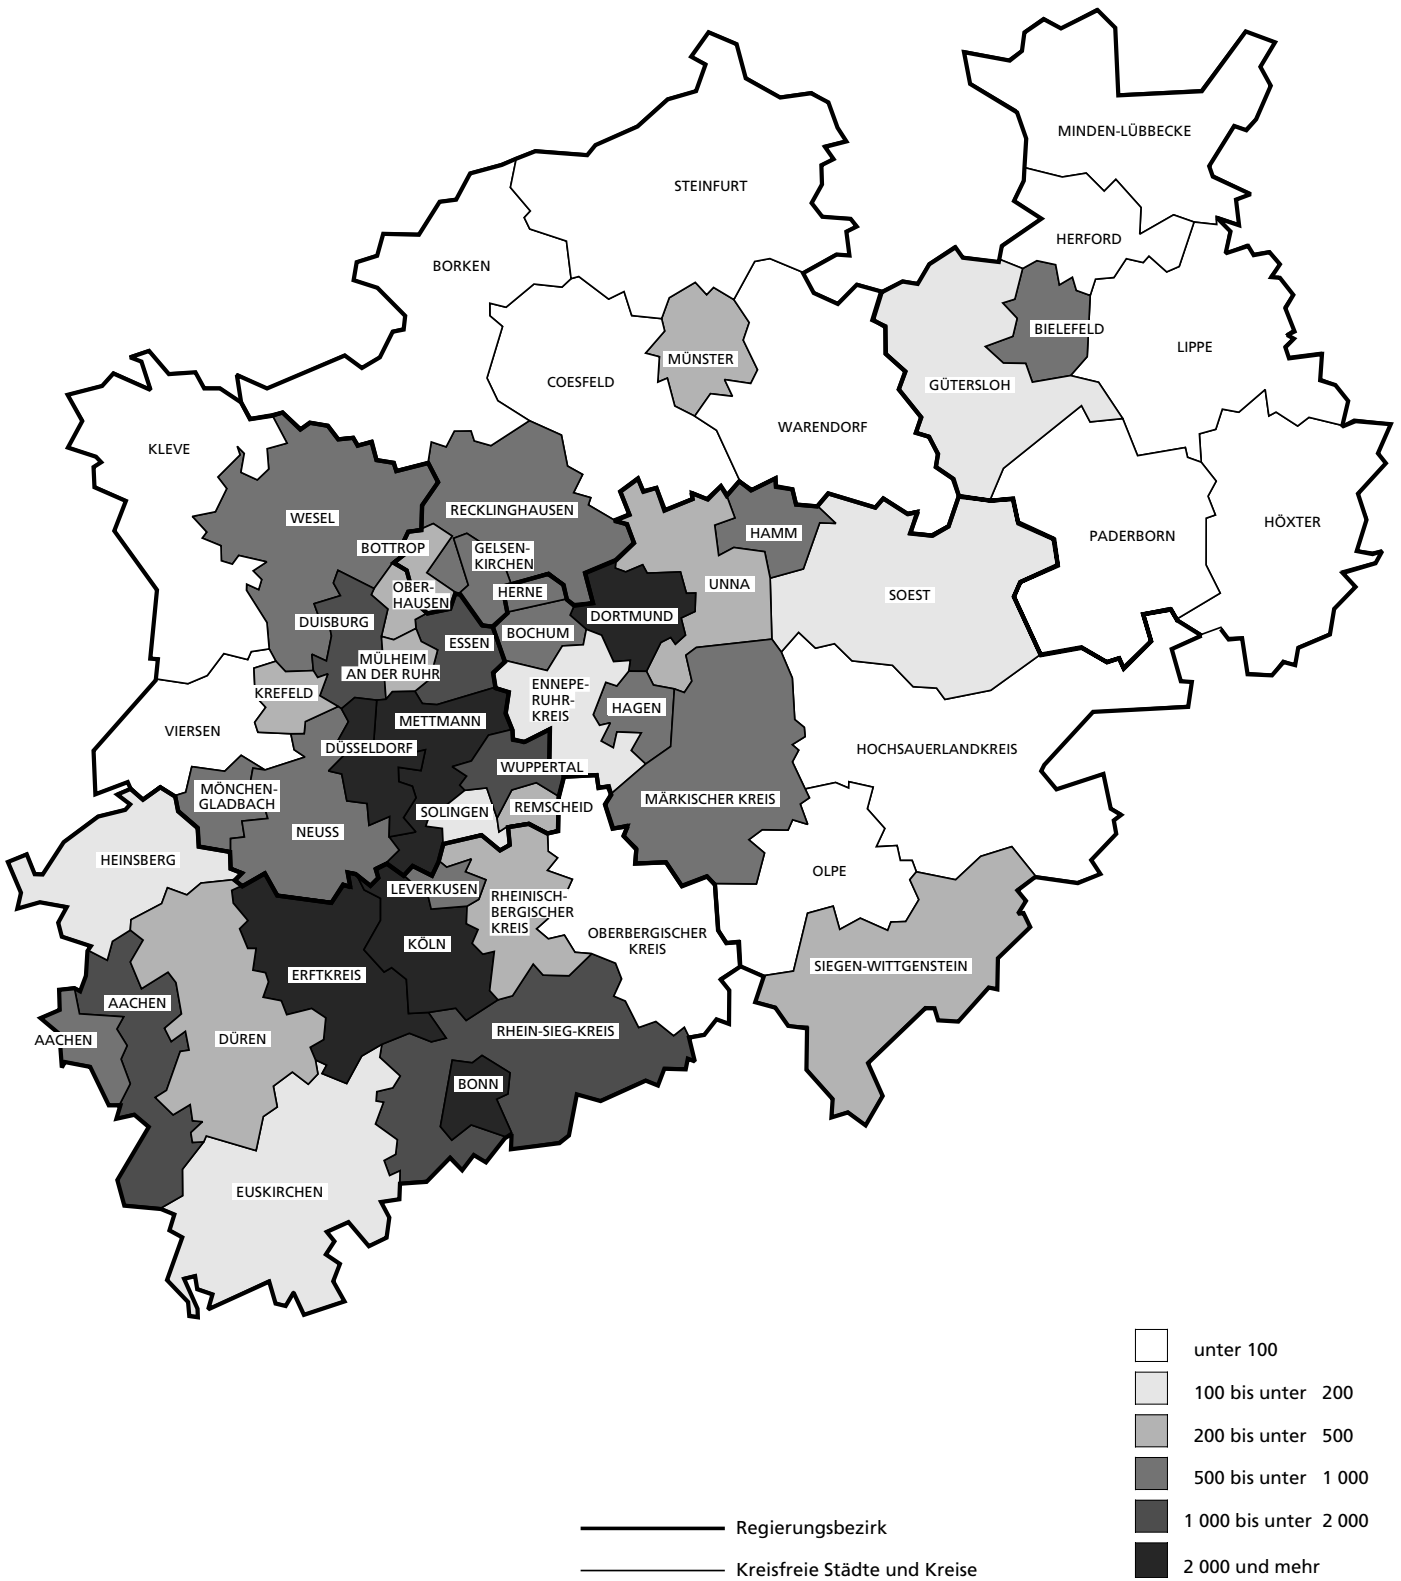 MINDEN-LÜBBECKE
STEINFURT
HERFORD
BORKEN
BIELEFELD
LIPPE
MÜNSTER
COESFELD
GÜTERSLOH
WARENDORF
KLEVE
RECKLINGHAUSEN
WESEL
HÖXTER
HAMM
PADERBORN
BOTTROP
GELSEN-
KIRCHEN
UNNA
OBER-
HAUSEN
HERNE
SOEST
DORTMUND
DUISBURG
BOCHUM
ESSEN
MÜLHEIM
AN DER RUHR
KREFELD
ENNEPE-
RUHR-
KREIS
HAGEN
METTMANN
VIERSEN
DÜSSELDORF
HOCHSAUERLANDKREIS
WUPPERTAL
MÖNCHEN-
GLADBACH
MÄRKISCHER KREIS
SOLINGEN
REMSCHEID
NEUSS
HEINSBERG
OLPE
LEVERKUSEN
RHEINISCH-
BERGISCHER
KREIS
OBERBERGISCHER
KREIS
KÖLN
SIEGEN-WITTGENSTEIN
ERFTKREIS
AACHEN
RHEIN-SIEG-KREIS
AACHEN
DÜREN
BONN
EUSKIRCHEN
unter 100
100 bis unter 200
200 bis unter 500
500 bis unter 1 000
1 000 bis unter 2 000
2 000 und mehr
Regierungsbezirk
Kreisfreie Städte und Kreise